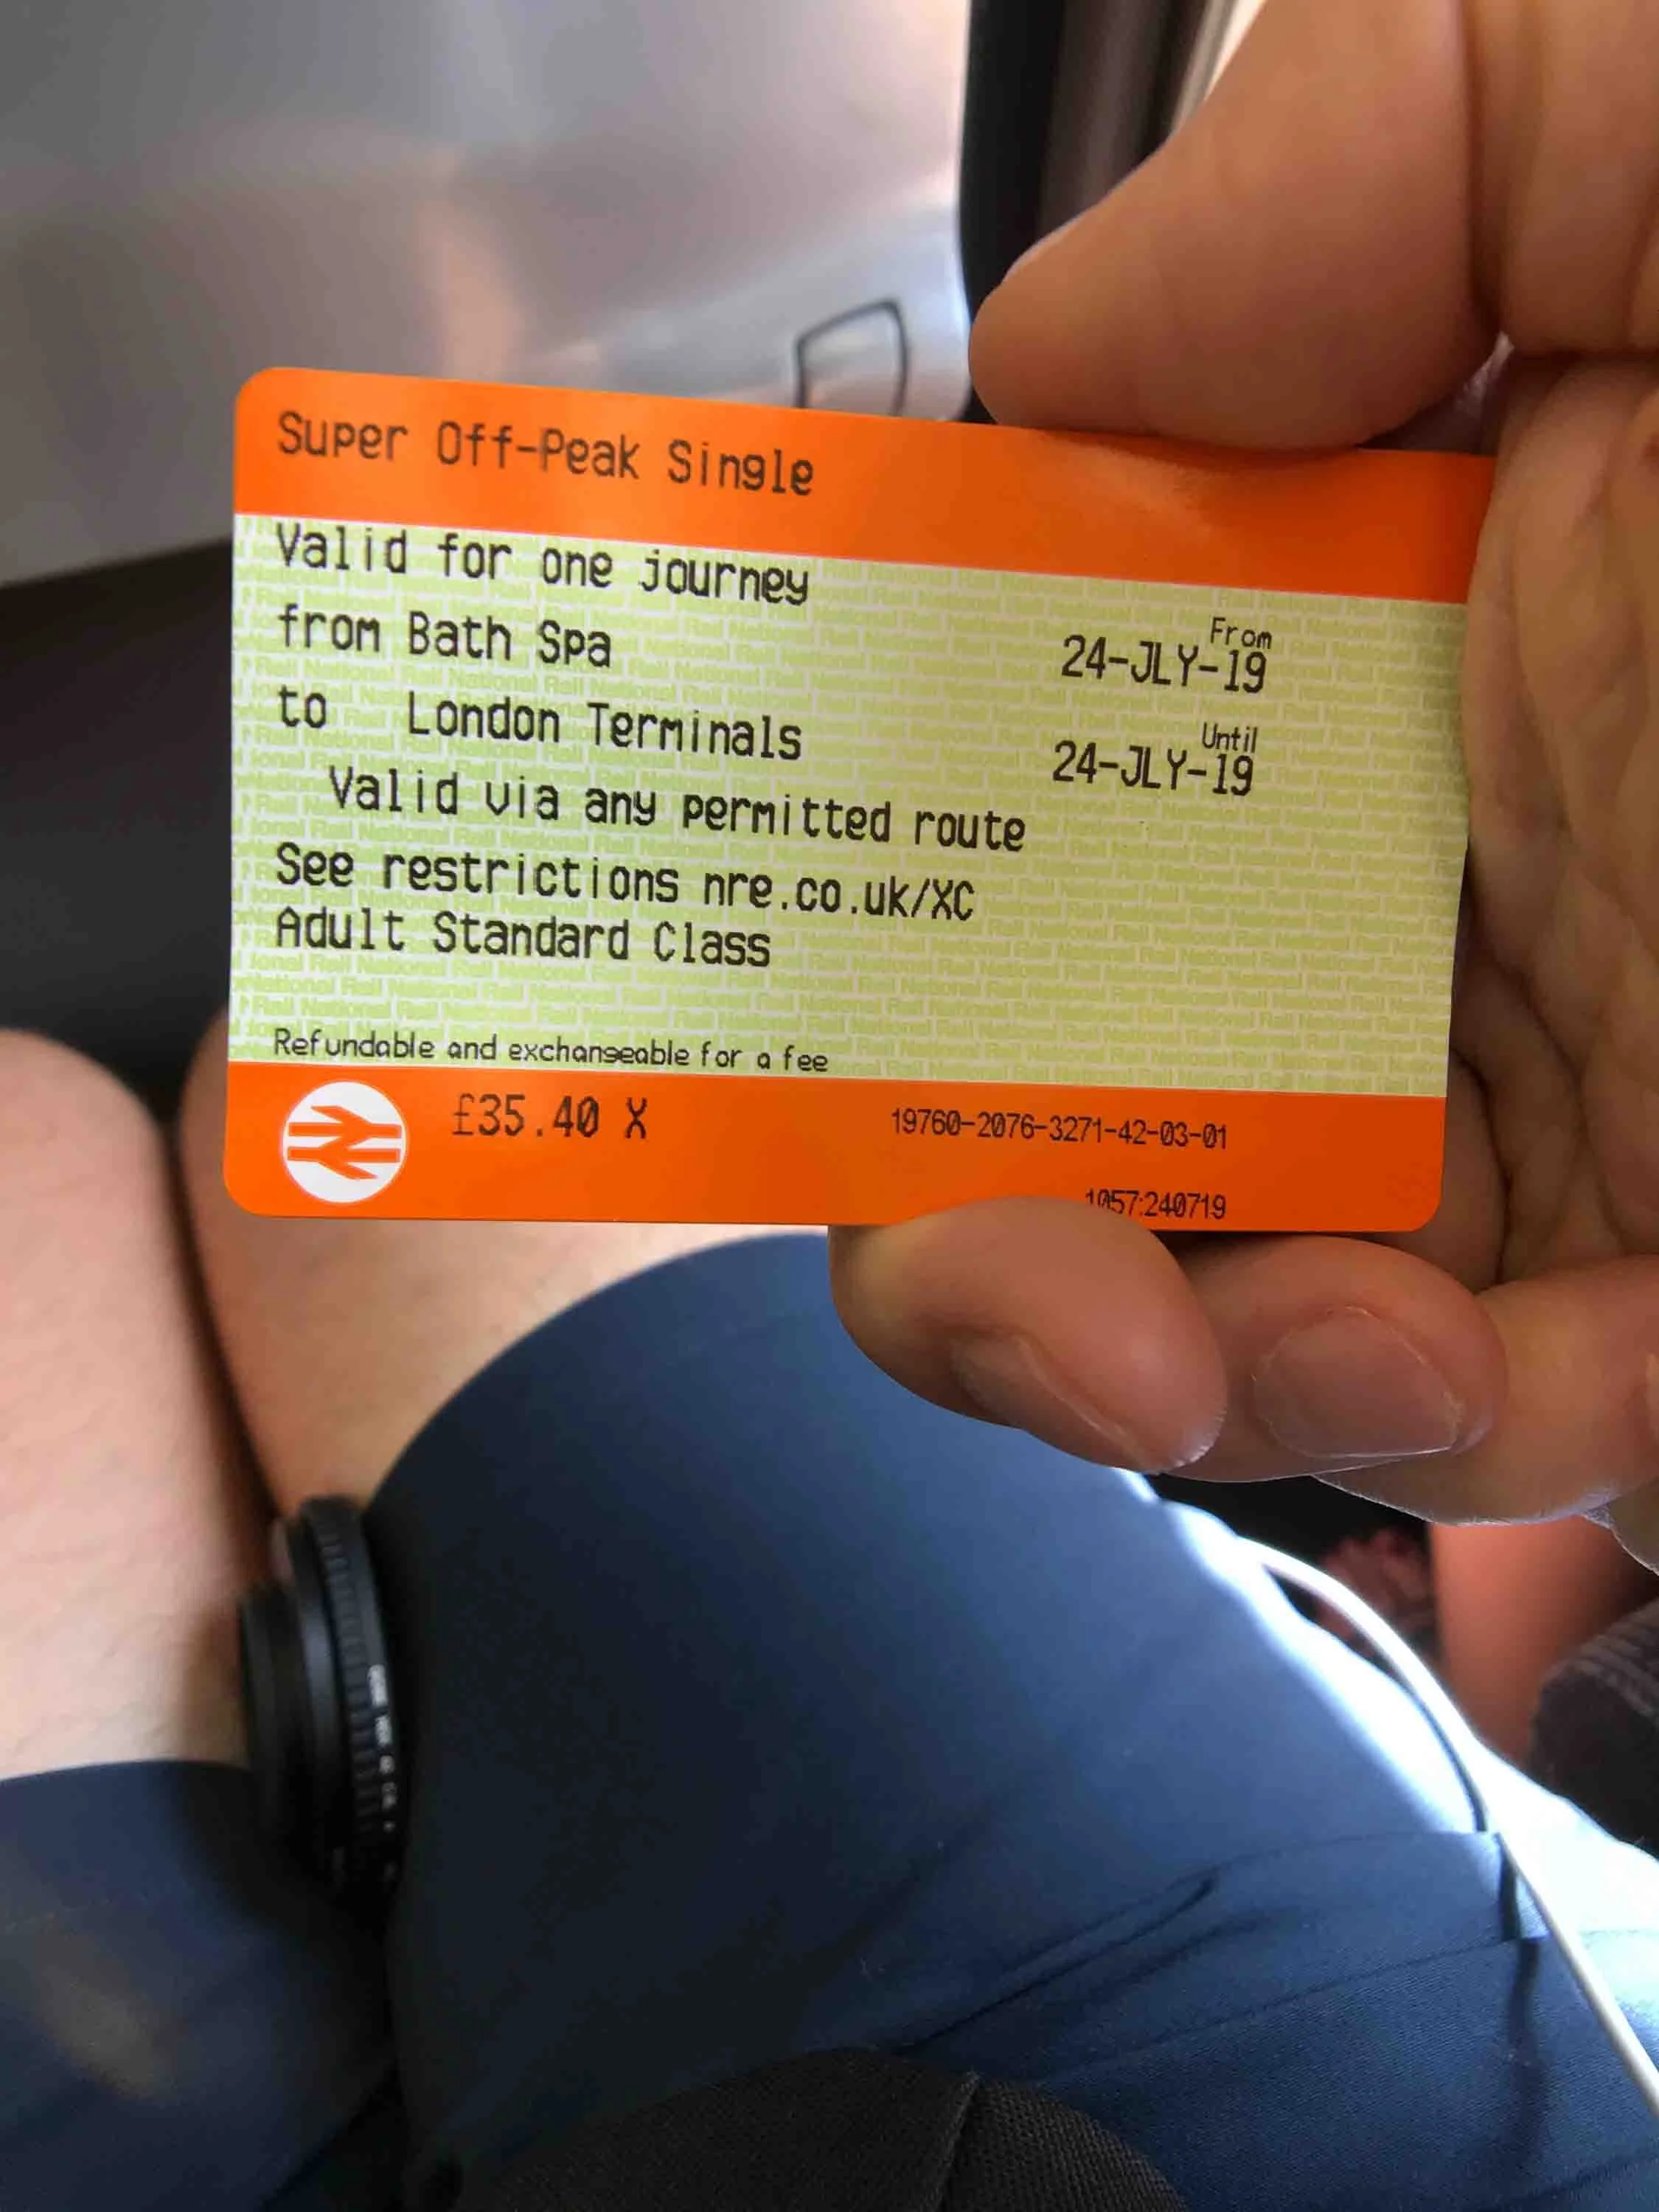 Super Off-Peak Single
Valid for one journey
from Bath Spa
From
24-JLY-19
to London Terminals
Until
24-JLY-19
Valid via any permitted route
See restrictions nre.co.uk/XC
Adult Standard Class
Refundable and exchangeable for a fee
£35.40 X
19760-2076-3271-42-03-01
1057:240719